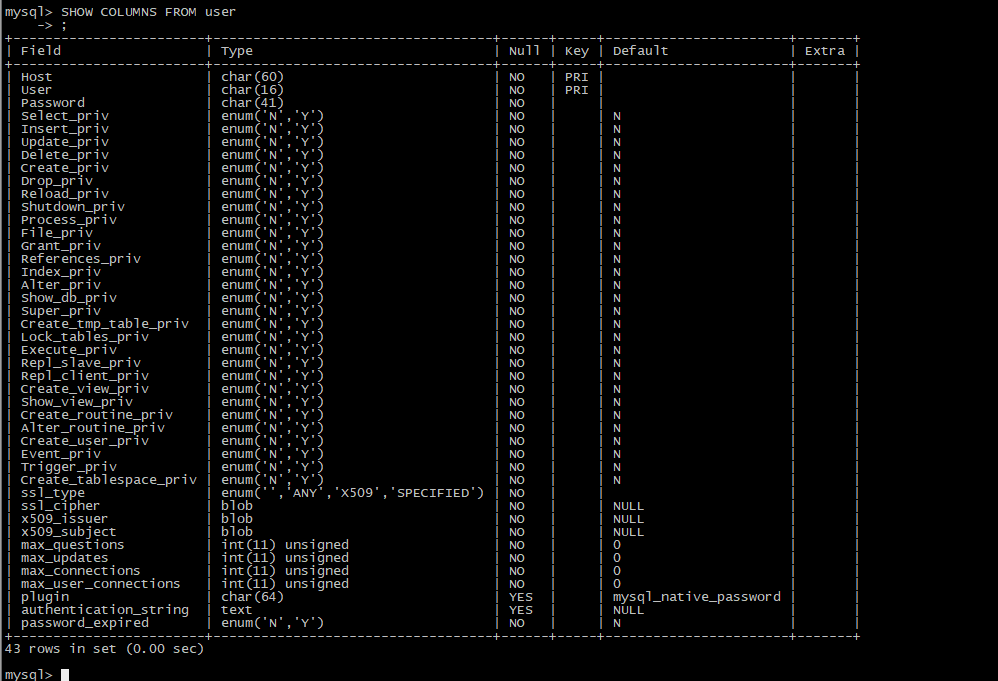 mysql> SHOW COLUMNS FROM user
    -> ;
+------------------------+-----------------------------------+------+-----+-----------------------+-------+
| Field                  | Type                              | Null | Key | Default               | Extra |
+------------------------+-----------------------------------+------+-----+-----------------------+-------+
| Host                   | char(60)                          | NO   | PRI |                       |       |
| User                   | char(16)                          | NO   | PRI |                       |       |
| Password               | char(41)                          | NO   |     |                       |       |
| Select_priv            | enum('N','Y')                     | NO   |     | N                     |       |
| Insert_priv            | enum('N','Y')                     | NO   |     | N                     |       |
| Update_priv            | enum('N','Y')                     | NO   |     | N                     |       |
| Delete_priv            | enum('N','Y')                     | NO   |     | N                     |       |
| Create_priv            | enum('N','Y')                     | NO   |     | N                     |       |
| Drop_priv              | enum('N','Y')                     | NO   |     | N                     |       |
| Reload_priv            | enum('N','Y')                     | NO   |     | N                     |       |
| Shutdown_priv          | enum('N','Y')                     | NO   |     | N                     |       |
| Process_priv           | enum('N','Y')                     | NO   |     | N                     |       |
| File_priv              | enum('N','Y')                     | NO   |     | N                     |       |
| Grant_priv             | enum('N','Y')                     | NO   |     | N                     |       |
| References_priv        | enum('N','Y')                     | NO   |     | N                     |       |
| Index_priv             | enum('N','Y')                     | NO   |     | N                     |       |
| Alter_priv             | enum('N','Y')                     | NO   |     | N                     |       |
| Show_db_priv           | enum('N','Y')                     | NO   |     | N                     |       |
| Super_priv             | enum('N','Y')                     | NO   |     | N                     |       |
| Create_tmp_table_priv  | enum('N','Y')                     | NO   |     | N                     |       |
| Lock_tables_priv       | enum('N','Y')                     | NO   |     | N                     |       |
| Execute_priv           | enum('N','Y')                     | NO   |     | N                     |       |
| Repl_slave_priv        | enum('N','Y')                     | NO   |     | N                     |       |
| Repl_client_priv       | enum('N','Y')                     | NO   |     | N                     |       |
| Create_view_priv       | enum('N','Y')                     | NO   |     | N                     |       |
| Show_view_priv         | enum('N','Y')                     | NO   |     | N                     |       |
| Create_routine_priv    | enum('N','Y')                     | NO   |     | N                     |       |
| Alter_routine_priv     | enum('N','Y')                     | NO   |     | N                     |       |
| Create_user_priv       | enum('N','Y')                     | NO   |     | N                     |       |
| Event_priv             | enum('N','Y')                     | NO   |     | N                     |       |
| Trigger_priv           | enum('N','Y')                     | NO   |     | N                     |       |
| Create_tablespace_priv | enum('N','Y')                     | NO   |     | N                     |       |
| ssl_type               | enum('','ANY','X509','SPECIFIED') | NO   |     |                       |       |
| ssl_cipher             | blob                              | NO   |     | NULL                  |       |
| x509_issuer            | blob                              | NO   |     | NULL                  |       |
| x509_subject           | blob                              | NO   |     | NULL                  |       |
| max_questions          | int(11) unsigned                  | NO   |     | 0                     |       |
| max_updates            | int(11) unsigned                  | NO   |     | 0                     |       |
| max_connections        | int(11) unsigned                  | NO   |     | 0                     |       |
| max_user_connections   | int(11) unsigned                  | NO   |     | 0                     |       |
| plugin                 | char(64)                          | YES  |     | mysql_native_password |       |
| authentication_string  | text                              | YES  |     | NULL                  |       |
| password_expired       | enum('N','Y')                     | NO   |     | N                     |       |
+------------------------+-----------------------------------+------+-----+-----------------------+-------+
43 rows in set (0.00 sec)
mysql>